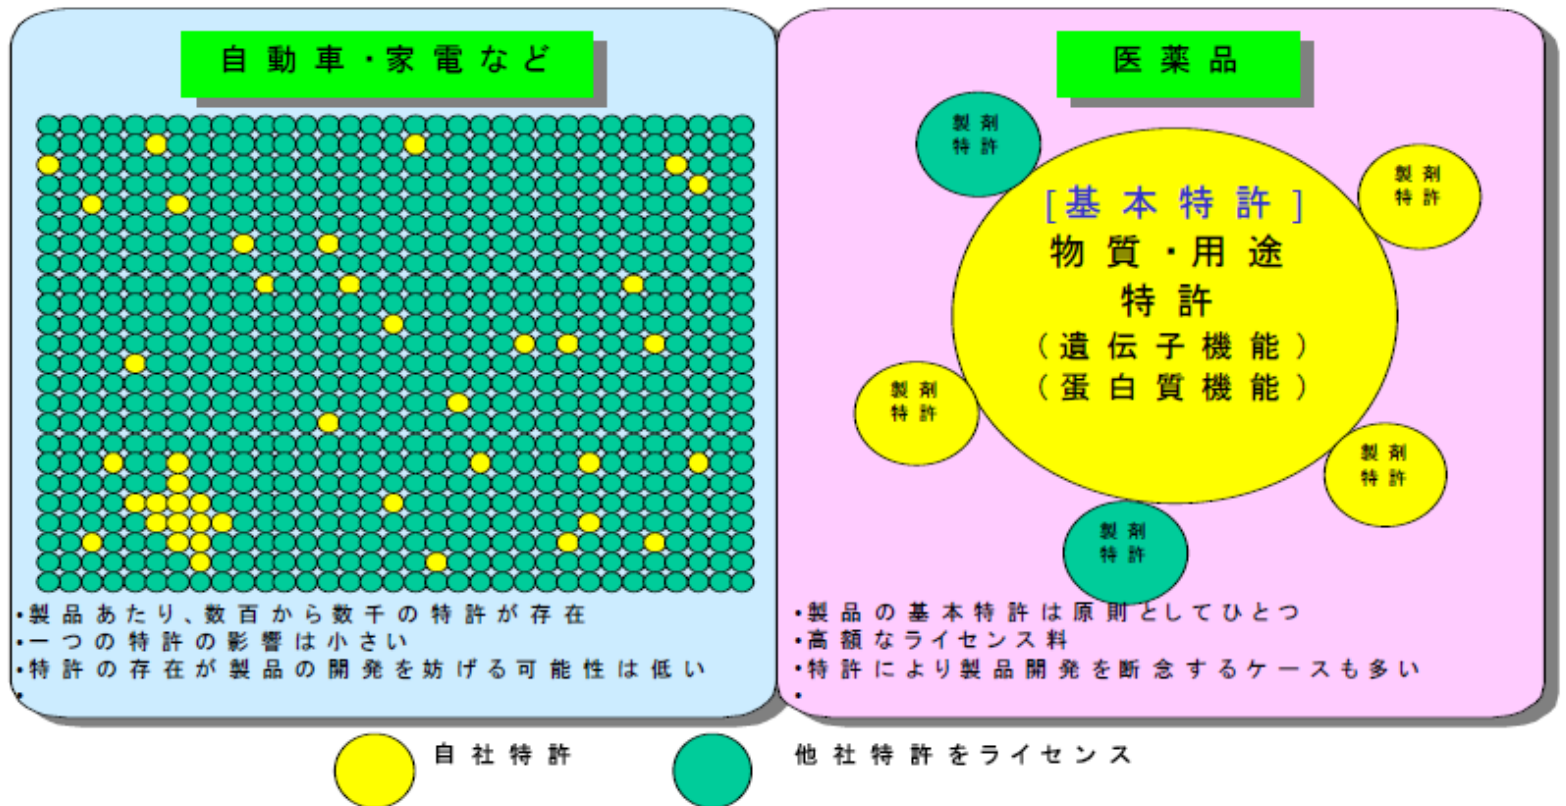 自動車・家電など
・製品あたり、数百から数千の特許が存在
・一つの特許の影響は小さい
・特許の存在が製品の開発を妨げる可能性は低い
・
医薬品
製剤
特許
製剤
特許
[基本特許]
物質・用途
特許
(遺伝子機能)
(蛋白質機能)
製剤
特許
製剤
特許
製剤
特許
・製品の基本特許は原則としてひとつ
・高額なライセンス料
・特許により製品開発を断念するケースも多い
・
自社特許
他社特許をライセンス